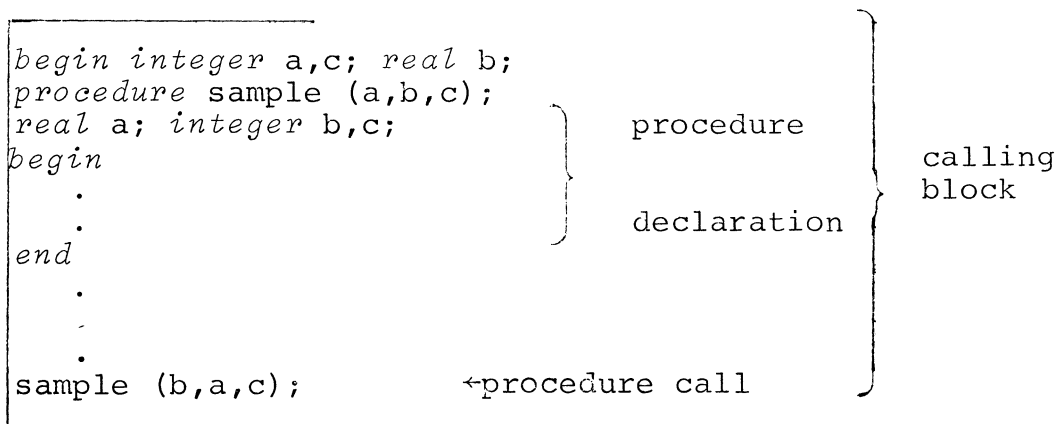 begin integer a,c; real b;
procedure sample (a,b,c);
real a; integer b,c;
procedure
begin
calling
block
.
.
declaration
end
.
.
.
sample (b,a,c); ←procedure call